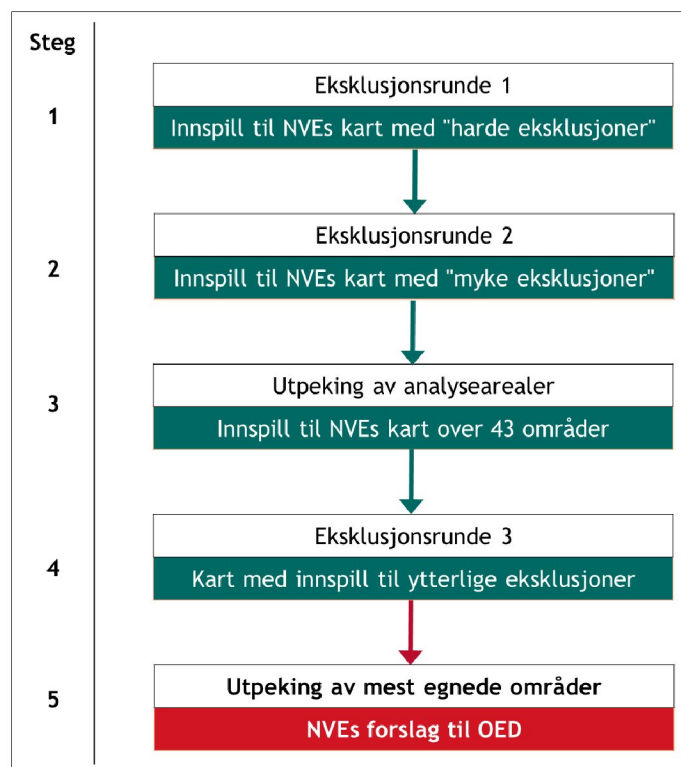 Steg
1
Eksklusjonsrunde 1
Innspill til NVEs kart med "harde eksklusjoner"
2
Eksklusjonsrunde 2
Innspill til NVEs kart med "myke eksklusjoner"
3
Utpeking av analysearealer
Innspill til NVEs kart over 43 områder
4
Eksklusjonsrunde 3
Kart med innspill til ytterlige eksklusjoner
5
Utpeking av mest egnede områder
NVEs forslag til OED